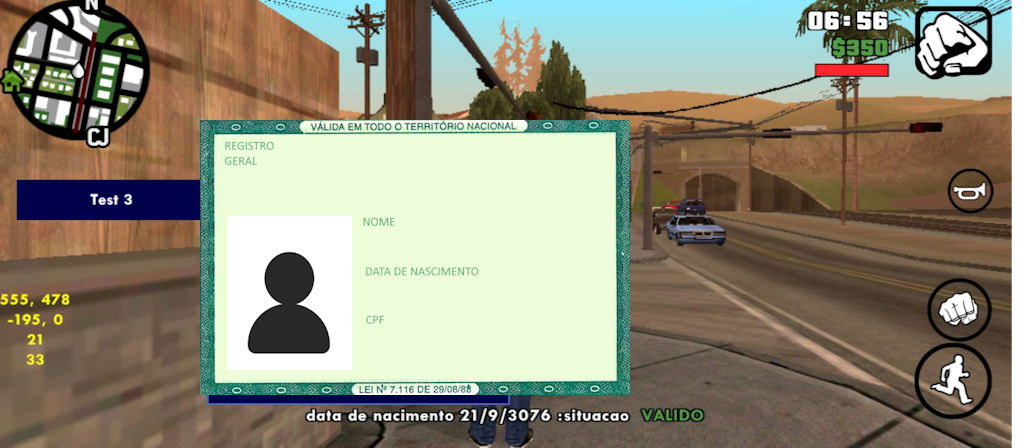 N
06:56
$350
CJ
VÁLIDA EM TODO O TERRITÓRIO NACIONAL
REGISTRO
GERAL
Test 3
NOME
DATA DE NASCIMENTO
CPF
555, 478
-195, 0
21
33
LEI Nº 7.116 DE 29/08/83
data de nacimento 21/9/3076 :situacao VALIDO